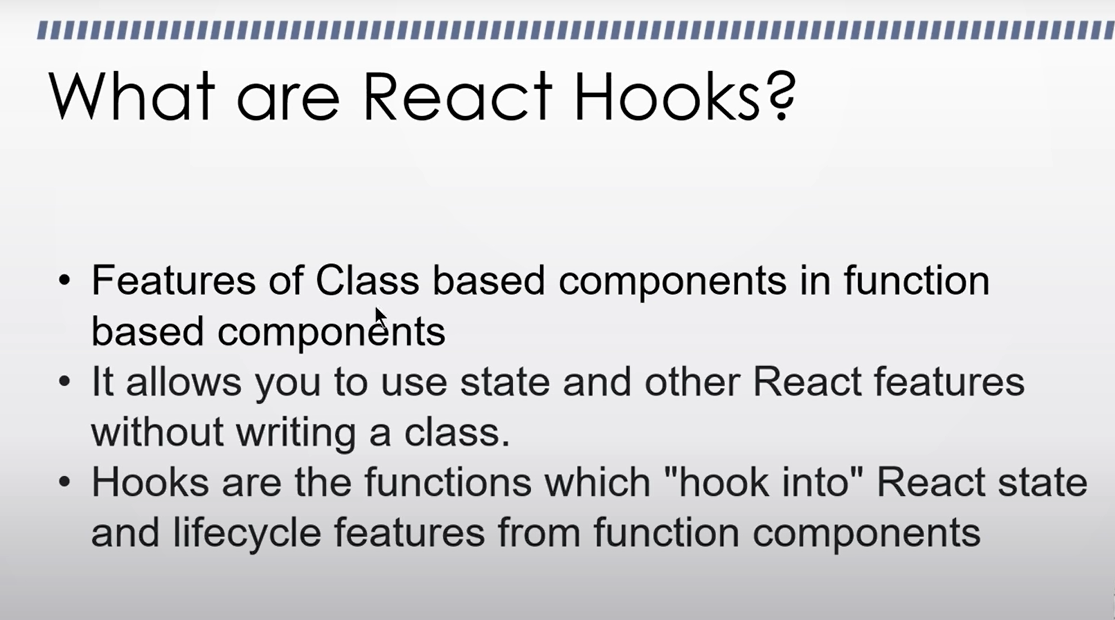 What are React Hooks?
• Features of Class based components in function
based components
• It allows you to use state and other React features
without writing a class.
• Hooks are the functions which "hook into" React state
and lifecycle features from function components